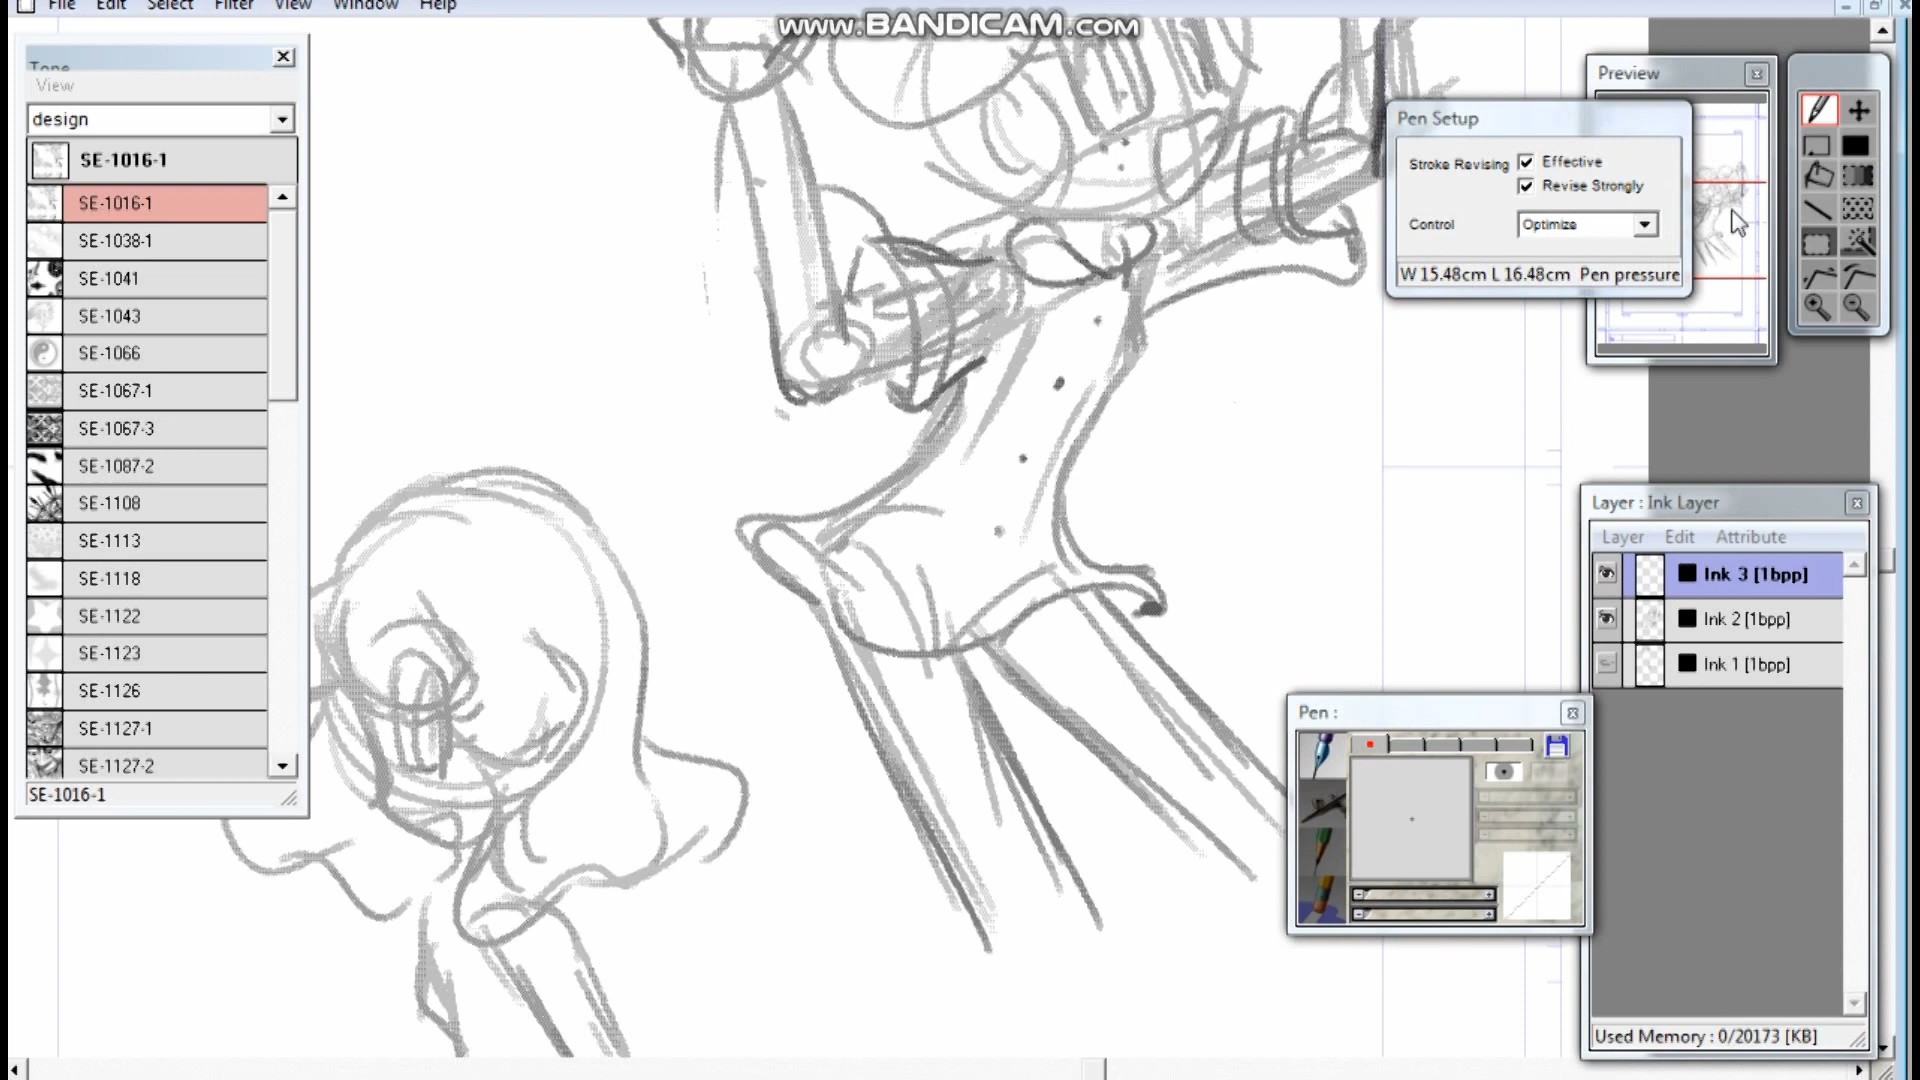 File Edit Select Filter View Window Help
www.BANDICAM.com
Tone
View
design
SE-1016-1
SE-1016-1
SE-1038-1
SE-1041
SE-1043
SE-1066
SE-1067-1
SE-1067-3
SE-1087-2
SE-1108
SE-1113
SE-1118
SE-1122
SE-1123
SE-1126
SE-1127-1
SE-1127-2
SE-1016-1
Preview
Pen Setup
Stroke Revising Effective
Revise Strongly
Control Optimize
W 15.48cm L 16.48cm Pen pressure
Layer : Ink Layer
Layer Edit Attribute
Ink 3 [1bpp]
Ink 2 [1bpp]
Ink 1 [1bpp]
Used Memory : 0/20173 [KB]
Pen :